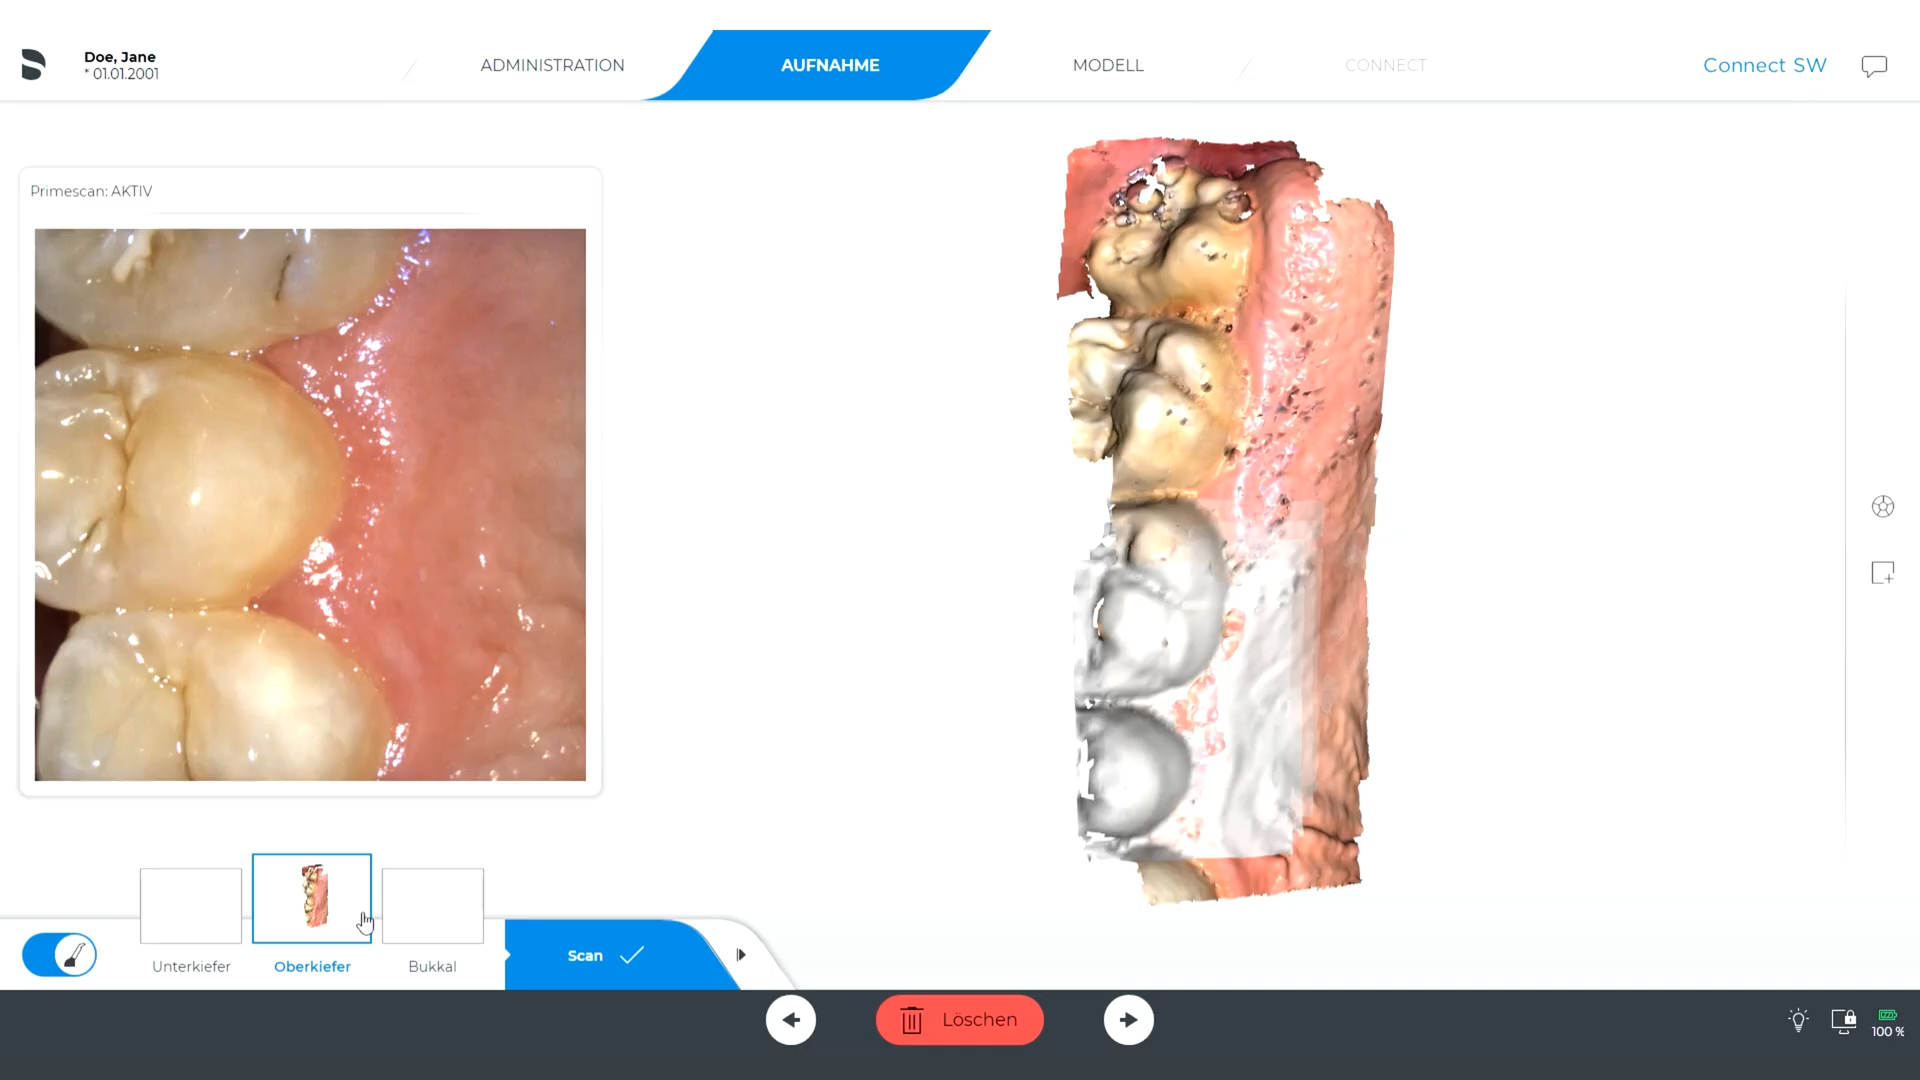 Doe, Jane
* 01.01.2001
ADMINISTRATION
AUFNAHME
MODELL
CONNECT
Connect SW
Primescan: AKTIV
Unterkiefer
Oberkiefer
Bukkal
Scan
Löschen
100 %